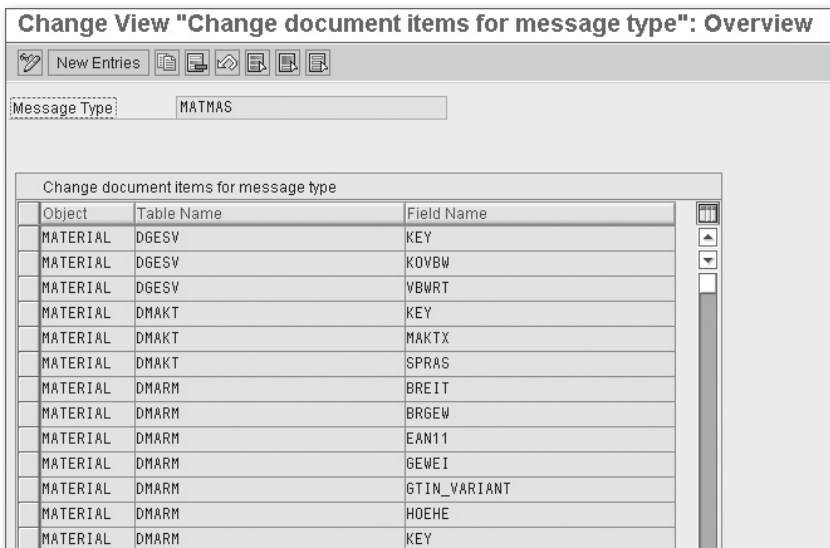 Change View "Change document items for message type": Overview
New Entries
Message Type MATMAS
Change document items for message type
Object Table Name Field Name
MATERIAL DGESV KEY
MATERIAL DGESV KOVBW
MATERIAL DGESV VBWRT
MATERIAL DMAKT KEY
MATERIAL DMAKT MAKTX
MATERIAL DMAKT SPRAS
MATERIAL DMARM BREIT
MATERIAL DMARM BRGEW
MATERIAL DMARM EAN11
MATERIAL DMARM GEWEI
MATERIAL DMARM GTIN_VARIANT
MATERIAL DMARM HOEHE
MATERIAL DMARM KEY